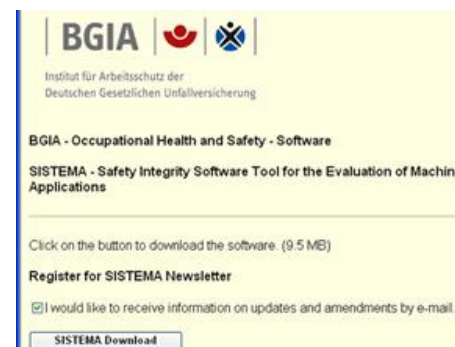 BGIA
Institut für Arbeitsschutz der
Deutschen Gesetzlichen Unfallversicherung
BGIA - Occupational Health and Safety - Software
SISTEMA - Safety Integrity Software Tool for the Evaluation of Machin
Applications
Click on the button to download the software. (9.5 MB)
Register for SISTEMA Newsletter
I would like to receive information on updates and amendments by e-mail.
SISTEMA Download